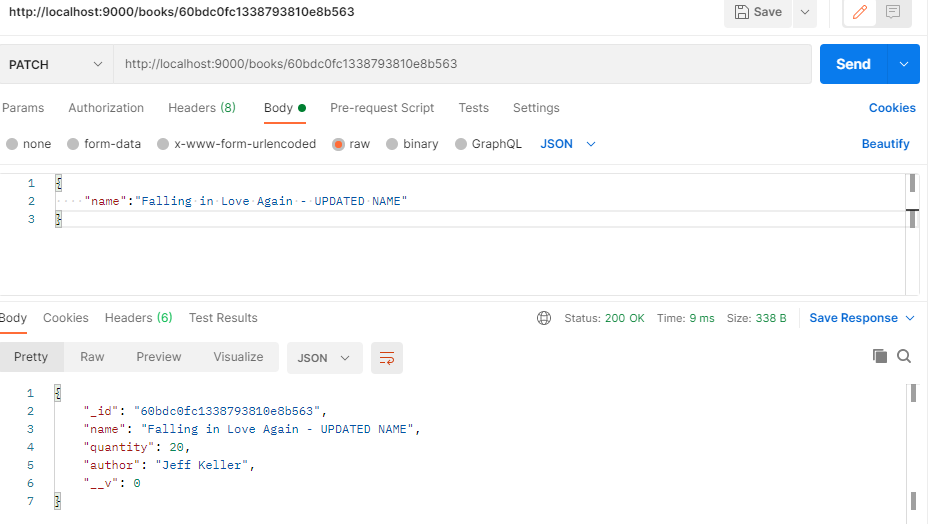 http://localhost:9000/books/60bdc0fc1338793810e8b563 Save
PATCH http://localhost:9000/books/60bdc0fc1338793810e8b563 Send
Params Authorization Headers (8) Body Pre-request Script Tests Settings Cookies
none form-data x-www-form-urlencoded raw binary GraphQL JSON Beautify
1 {
2 "name":"Falling in Love Again - UPDATED NAME"
3 }
Body Cookies Headers (6) Test Results Status: 200 OK Time: 9 ms Size: 338 B Save Response
Pretty Raw Preview Visualize JSON
1 {
2 "_id": "60bdc0fc1338793810e8b563",
3 "name": "Falling in Love Again - UPDATED NAME",
4 "quantity": 20,
5 "author": "Jeff Keller",
6 "__v": 0
7 }